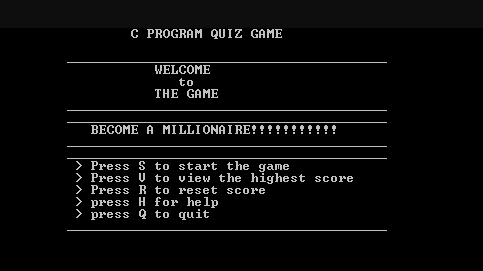 C PROGRAM QUIZ GAME
WELCOME
to
THE GAME
BECOME A MILLIONAIRE!!!!!!!!!!!
> Press S to start the game
> Press V to view the highest score
> Press R to reset score
> press H for help
> press Q to quit